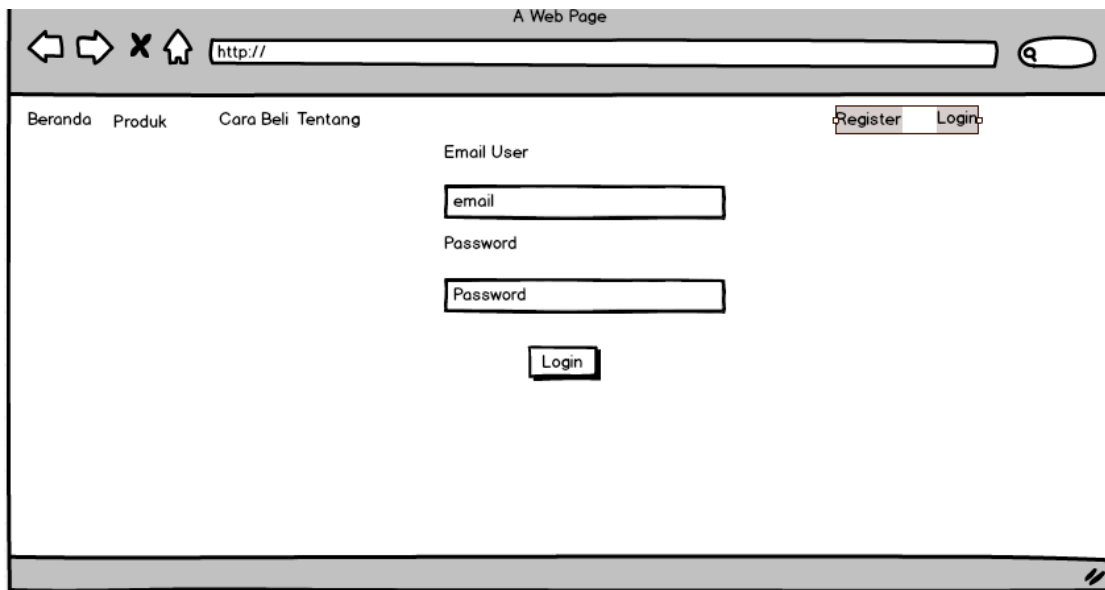 A Web Page
http://
Beranda Produk Cara Beli Tentang Register Login
Email User
email
Password
Password
Login